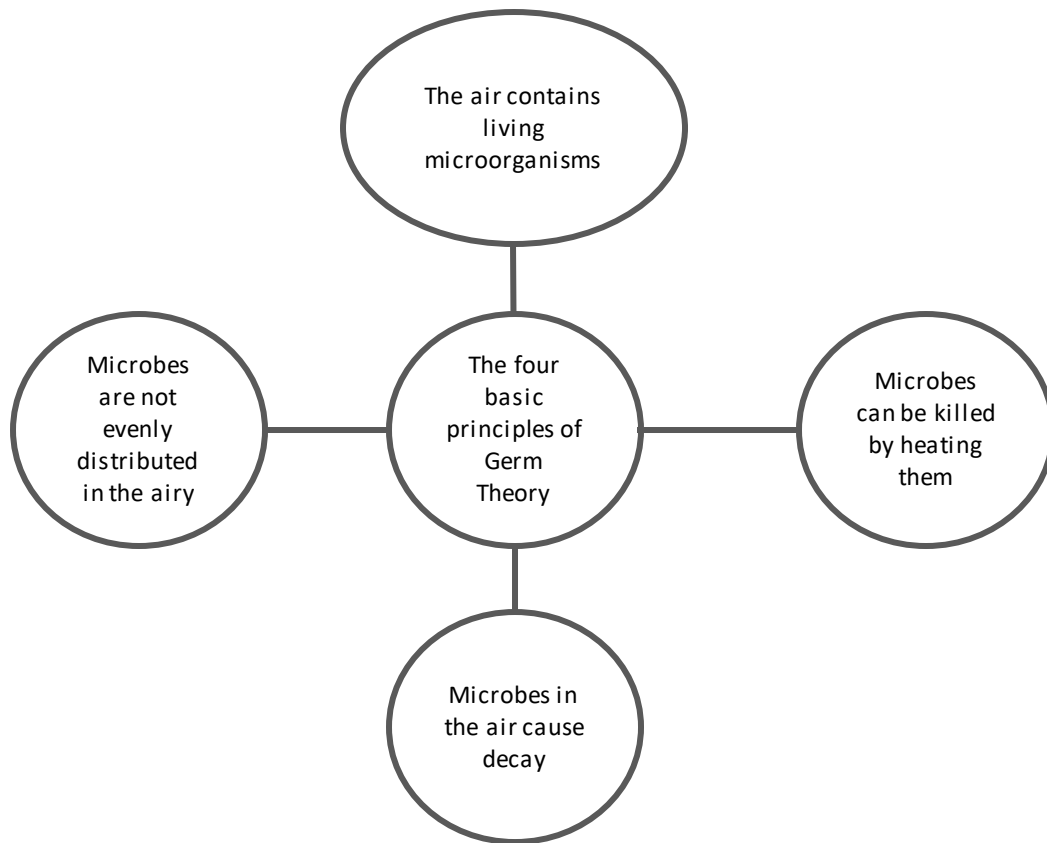 The air contains
living
microorganisms
Microbes
are not
evenly
distributed
in the airy
The four
basic
principles of
Germ
Theory
Microbes
can be killed
by heating
them
Microbes in
the air cause
decay